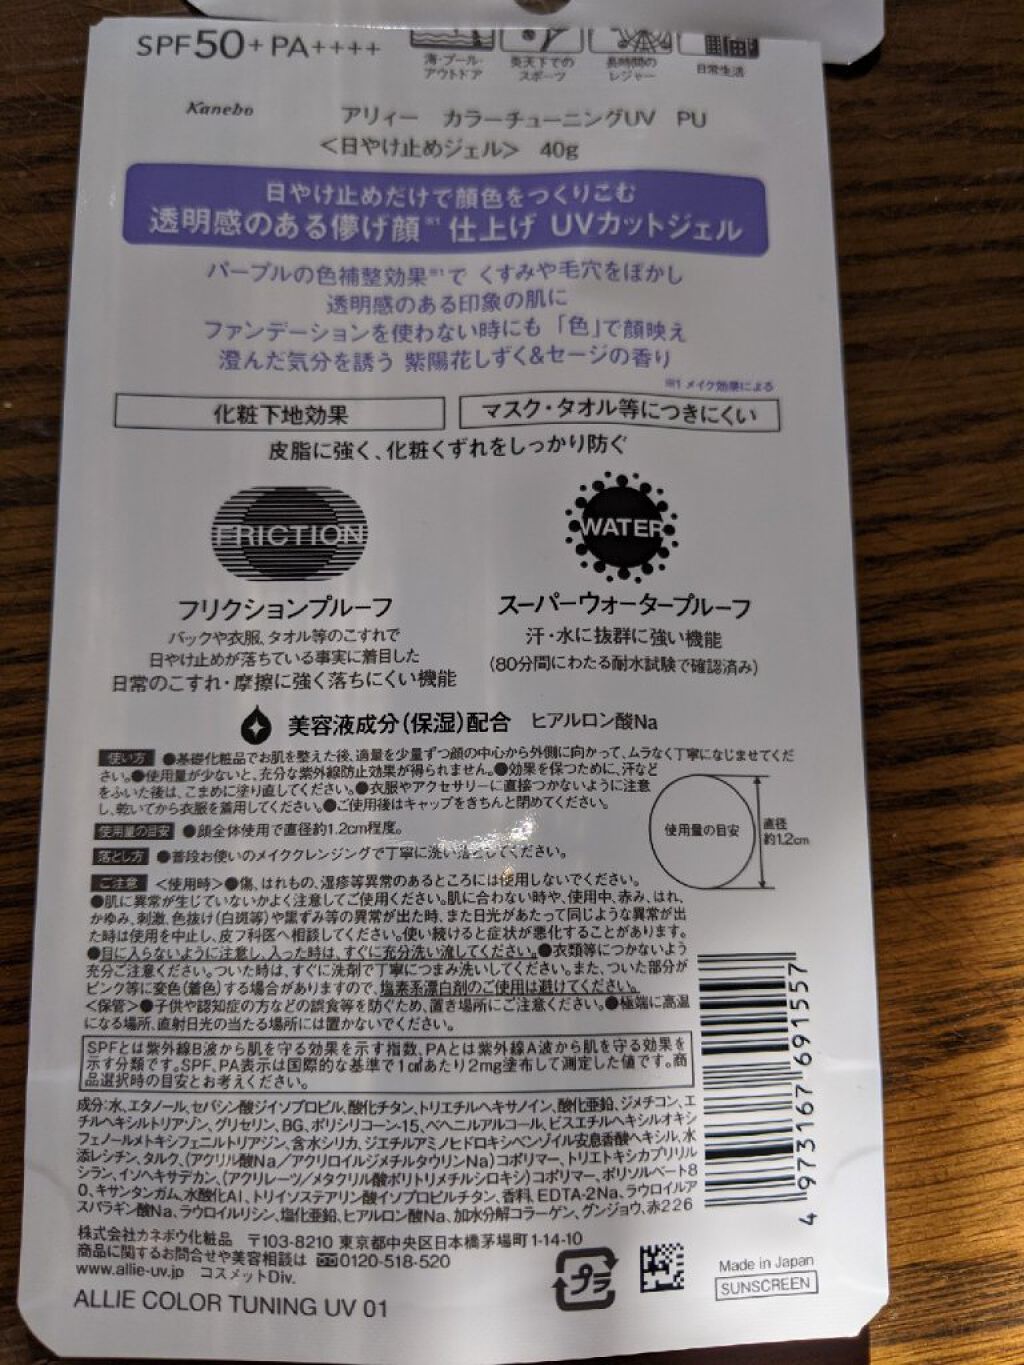 SPF50+ PA++++
海・プール・アウトドア
炎天下でのスポーツ
長時間のレジャー
日常生活
Kanebo
アリィー カラーチューニングUV PU
<日やけ止めジェル> 40g
日やけ止めだけで顔色をつくりこむ
透明感のある儚げ顔※1仕上げ UVカットジェル
パープルの色補整効果※1で くすみや毛穴をぼかし
透明感のある印象の肌に
ファンデーションを使わない時にも「色」で顔映え
澄んだ気分を誘う 紫陽花しずく&セージの香り
※1 メイク効果による
化粧下地効果
マスク・タオル等につきにくい
皮脂に強く、化粧くずれをしっかり防ぐ
FRICTION
WATER
フリクションプルーフ
バックや衣服、タオル等のこすれで
日やけ止めが落ちている事実に着目した
日常のこすれ・摩擦に強く落ちにくい機能
スーパーウォータープルーフ
汗・水に抜群に強い機能
(80分間にわたる耐水試験で確認済み)
美容液成分(保湿)配合 ヒアルロン酸Na
使い方 ●基礎化粧品でお肌を整えた後、適量を少量ずつ顔の中心から外側に向かって、ムラなく丁寧になじませてくだ
さい。●使用量が少ないと、充分な紫外線防止効果が得られません。●効果を保つために、汗など
をふいた後は、こまめに塗り直してください。●衣服やアクセサリーに直接つかないように注意
し、乾いてから衣服を着用してください。●ご使用後はキャップをきちんと閉めてください。
使用量の目安 ●顔全体使用で直径約1.2cm程度。
使用量の目安
直径
約1.2cm
落とし方 ●普段お使いのメイククレンジングで丁寧に洗い落としてください。
ご注意 <使用時>●傷、はれもの、湿疹等異常のあるところには使用しないでください。
●肌に異常が生じていないかよく注意してご使用ください。肌に合わない時や、使用中、赤み、はれ、
かゆみ、刺激、色抜け(白斑等)や黒ずみ等の異常が出た時、また日光があたって同じような異常が出
た時は使用を中止し、皮フ科医へ相談してください。使い続けると症状が悪化することがあります。
●目に入らないように注意し、入った時は、すぐに充分洗い流してください。●衣類等につかないよう
充分ご注意ください。ついた時は、すぐに洗剤で丁寧につまみ洗いしてください。また、ついた部分が
ピンク等に変色(着色)する場合がありますので、塩素系漂白剤のご使用は避けてください。
<保管>●子供や認知症の方などの誤食等を防ぐため、置き場所にご注意ください。●極端に高温
になる場所、直射日光の当たる場所には置かないでください。
SPFとは紫外線B波から肌を守る効果を示す指数、PAとは紫外線A波から肌を守る効果を
示す分類です。SPF、PA表示は国際的な基準で1c㎡あたり2mg塗布して測定した値です。商
品選択時の目安とお考えください。
成分:水、エタノール、セバシン酸ジイソプロピル、酸化チタン、トリエチルヘキサノイン、酸化亜鉛、ジメチコン、エ
チルヘキシルトリアゾン、グリセリン、BG、ポリシリコーン-15、ベヘニルアルコール、ビスエチルヘキシルオキシ
フェノールメトキシフェニルトリアジン、含水シリカ、ジエチルアミノヒドロキシベンゾイル安息香酸ヘキシル、水
添レシチン、タルク、(アクリル酸Na/アクリロイルジメチルタウリンNa)コポリマー、トリエトキシカプリリル
シラン、イソヘキサデカン、(アクリレーツ/メタクリル酸ポリトリメチルシロキシ)コポリマー、ポリソルベート8
0、キサンタンガム、水酸化Al、トリイソステアリン酸イソプロピルチタン、香料、EDTA-2Na、ラウロイルア
スパラギン酸Na、ラウロイルリシン、塩化亜鉛、ヒアルロン酸Na、加水分解コラーゲン、グンジョウ、赤226
4 973167 691557
株式会社カネボウ化粧品 〒103-8210 東京都中央区日本橋茅場町1-14-10
商品に関するお問合せや美容相談は 0120-518-520
www.allie-uv.jp コスメットDiv.
プラ
Made in Japan
SUNSCREEN
ALLIE COLOR TUNING UV 01